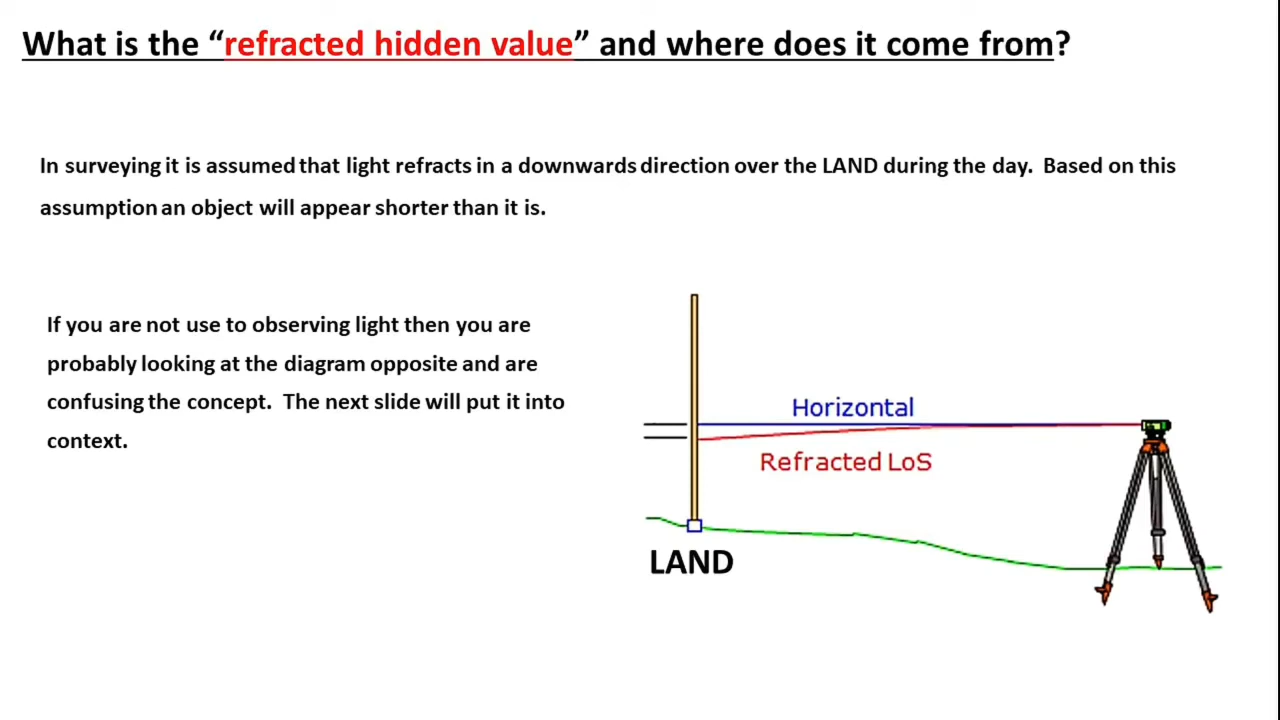 What is the “refracted hidden value” and where does it come from?
In surveying it is assumed that light refracts in a downwards direction over the LAND during the day.  Based on this
assumption an object will appear shorter than it is.
If you are not use to observing light then you are
probably looking at the diagram opposite and are
confusing the concept.  The next slide will put it into
context.
Horizontal
Refracted LoS
LAND